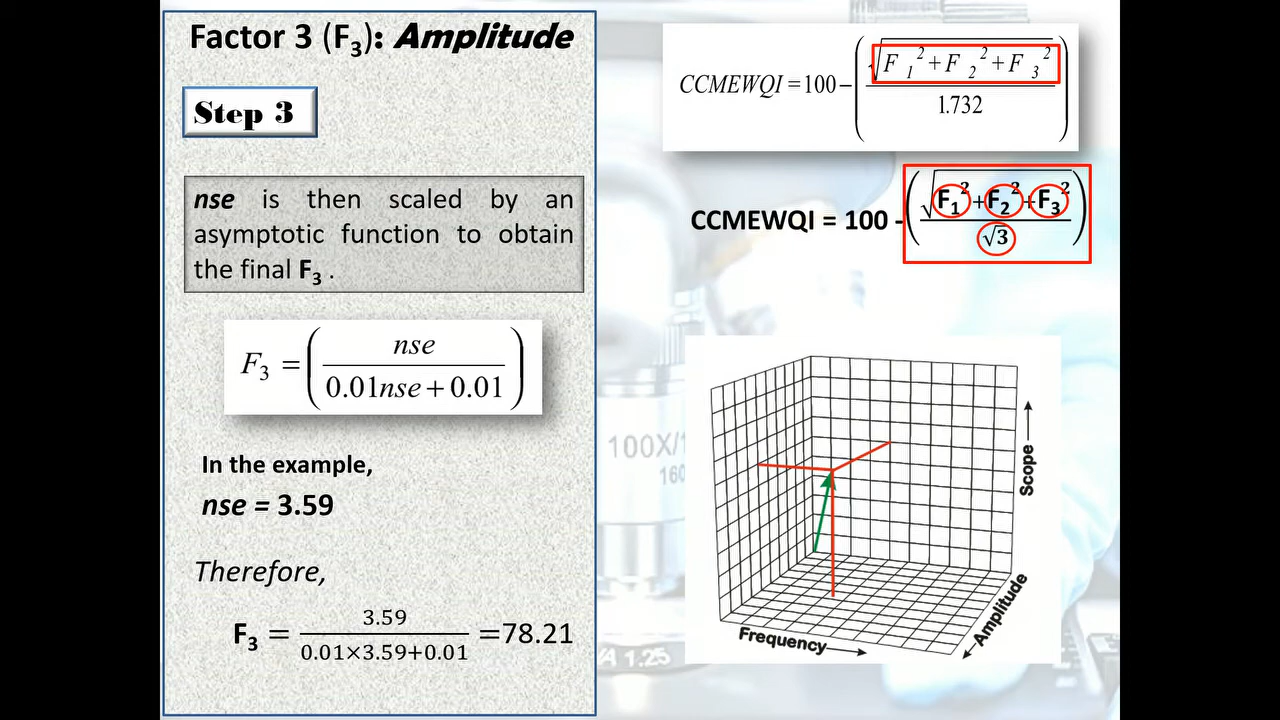 Factor 3 (F₃): Amplitude
Step 3
nse is then scaled by an
asymptotic function to obtain
the final F₃ .
F₃ = ( nse / 0.01nse + 0.01 )
In the example,
nse = 3.59
Therefore,
F₃ = 3.59 / 0.01×3.59+0.01 =78.21
CCMEWQI = 100 − ( √F ₁² + F ₂² + F ₃² / 1.732 )
CCMEWQI = 100 - ( √F₁²+F₂²+F₃² / √3 )
Scope
Amplitude
Frequency
100X/1
160
A 1.25